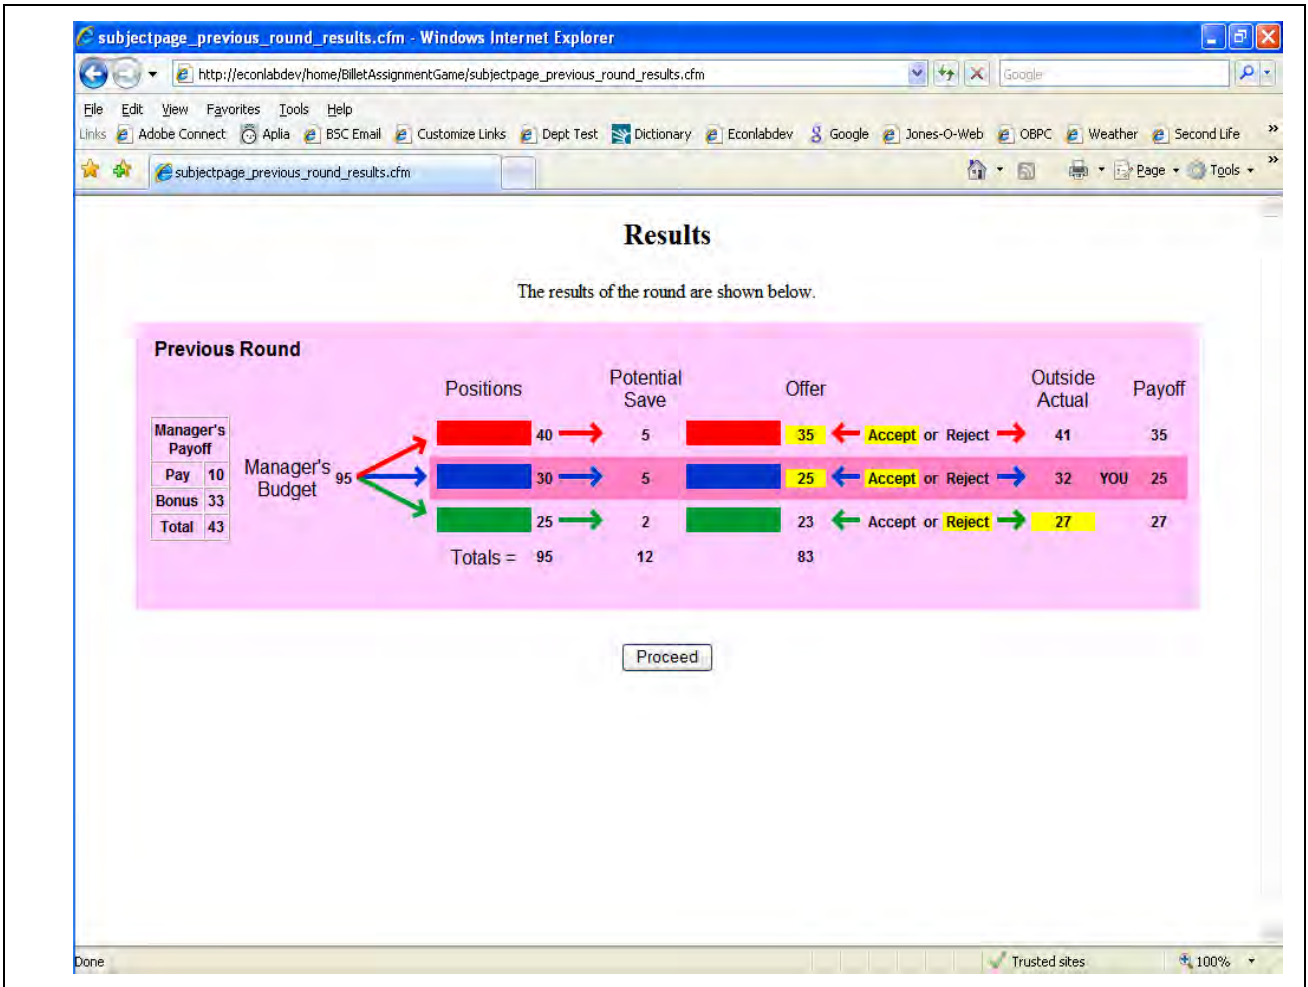 subjectpage_previous_round_results.cfm - Windows Internet Explorer
http://econlabdev/home/BilletAssignmentGame/subjectpage_previous_round_results.cfm
Google
File Edit View Favorites Tools Help
Links Adobe Connect Aplia BSC Email Customize Links Dept Test Dictionary Econlabdev Google Jones-O-Web OBPC Weather Second Life »
subjectpage_previous_round_results.cfm Page Tools »
Results
The results of the round are shown below.
Previous Round
Positions Potential Save Offer Outside Actual Payoff
Manager's Payoff
Pay 10
Bonus 33
Total 43
Manager's Budget 95
40 5 35 Accept or Reject 41 35
30 5 25 Accept or Reject 32 YOU 25
25 2 23 Accept or Reject 27 27
Totals = 95 12 83
Proceed
Done Trusted sites 100%